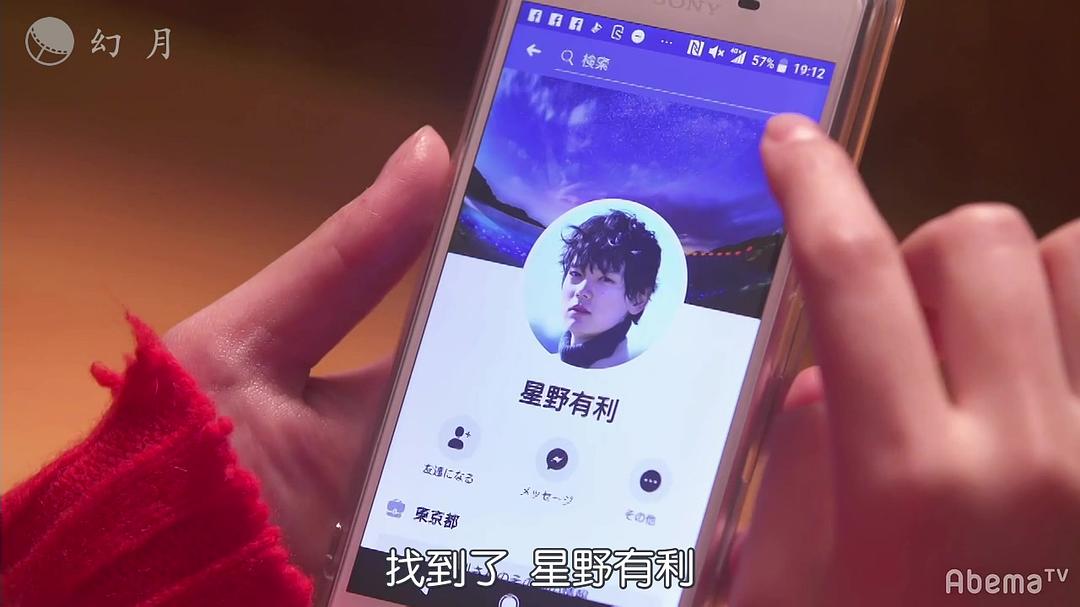 幻月
SONY
57% 19:12
検索
星野有利
友達になる
メッセージ
その他
東京都
找到了 星野有利
AbemaTV